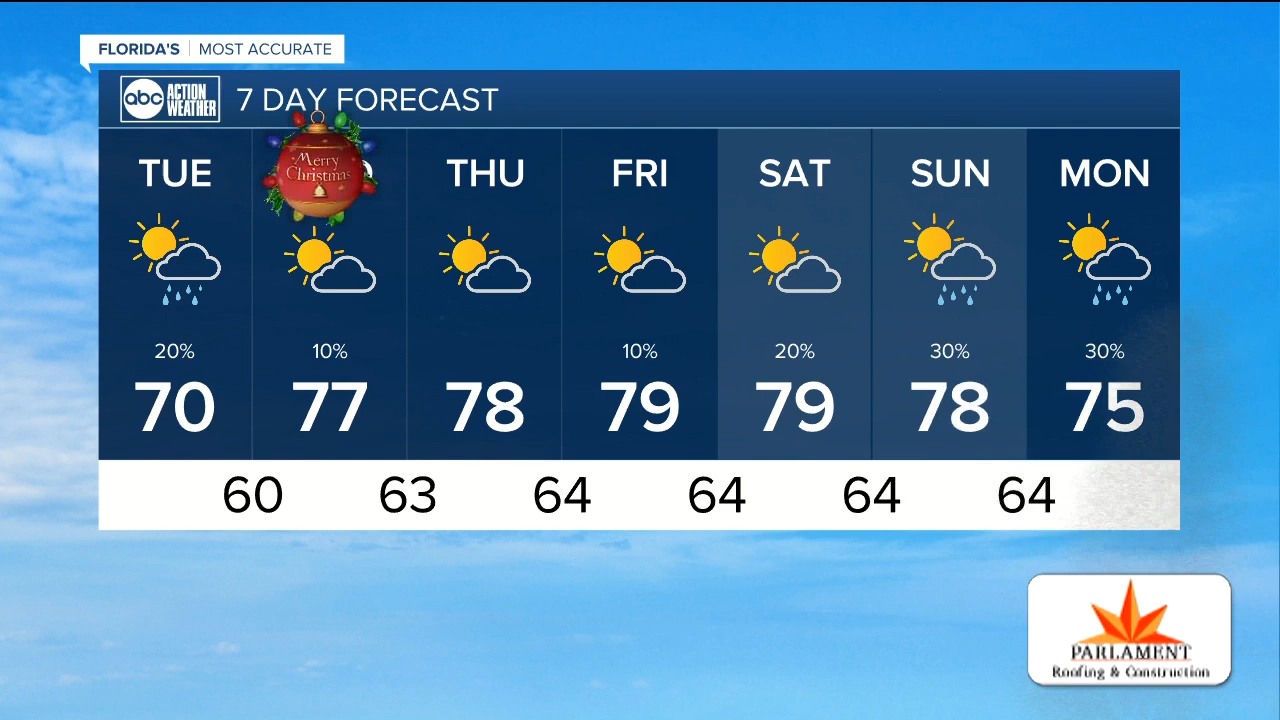 FLORIDA'S MOST ACCURATE
abc ACTION WEATHER 7 DAY FORECAST
Merry Christmas
TUE THU FRI SAT SUN MON
20% 10% 10% 20% 30% 30%
70 77 78 79 79 78 75
60 63 64 64 64 64
PARLAMENT
Roofing & Construction